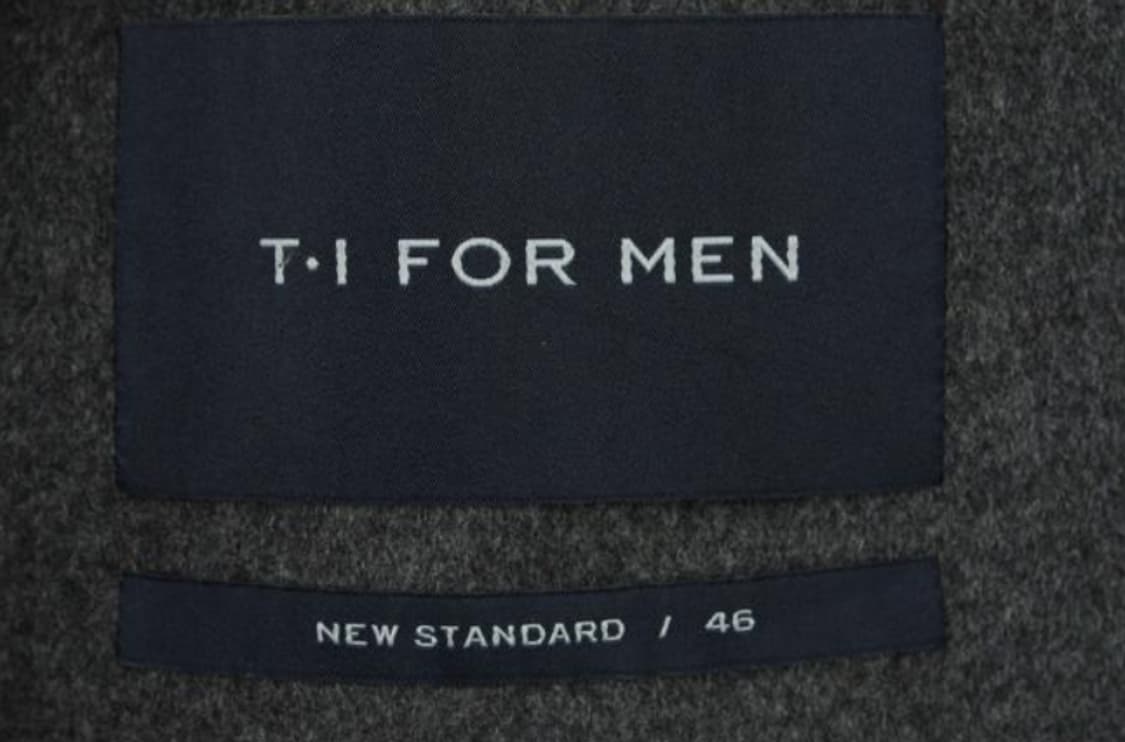 T·I FOR MEN
NEW STANDARD / 46